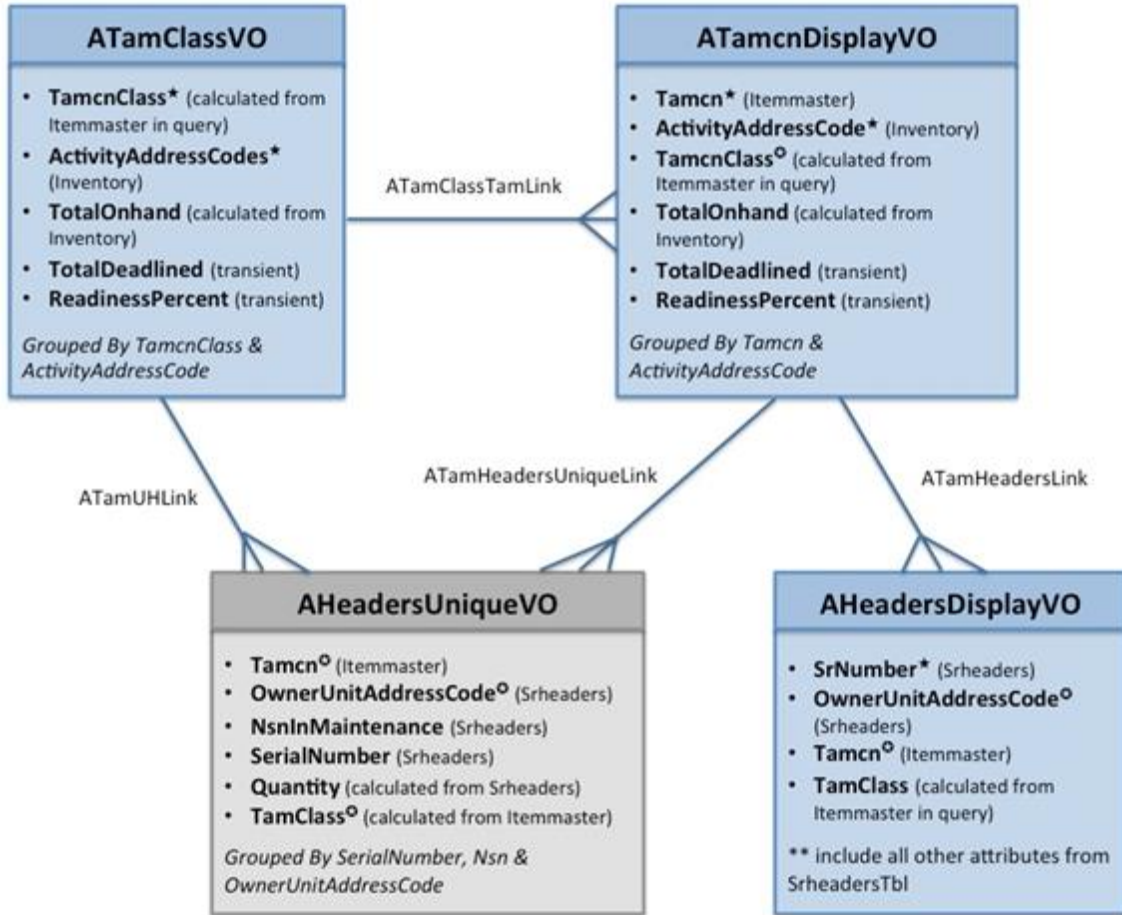 ATamClassVO
• TamcnClass★ (calculated from
Itemmaster in query)
• ActivityAddressCodes★
(Inventory)
• TotalOnhand (calculated from
Inventory)
• TotalDeadlined (transient)
• ReadinessPercent (transient)
Grouped By TamcnClass &
ActivityAddressCode
ATamClassTamLink
ATamcnDisplayVO
• Tamcn★ (Itemmaster)
• ActivityAddressCode★ (Inventory)
• TamcnClass✪ (calculated from
Itemmaster in query)
• TotalOnhand (calculated from
Inventory)
• TotalDeadlined (transient)
• ReadinessPercent (transient)
Grouped By Tamcn &
ActivityAddressCode
ATamUHLink
ATamHeadersUniqueLink
ATamHeadersLink
AHeadersUniqueVO
• Tamcn✪ (Itemmaster)
• OwnerUnitAddressCode✪ (Srheaders)
• NsnInMaintenance (Srheaders)
• SerialNumber (Srheaders)
• Quantity (calculated from Srheaders)
• TamClass✪ (calculated from Itemmaster)
Grouped By SerialNumber, Nsn &
OwnerUnitAddressCode
AHeadersDisplayVO
• SrNumber★ (Srheaders)
• OwnerUnitAddressCode✪
(Srheaders)
• Tamcn✪ (Itemmaster)
• TamClass (calculated from
Itemmaster in query)
** include all other attributes from
SrheadersTbl